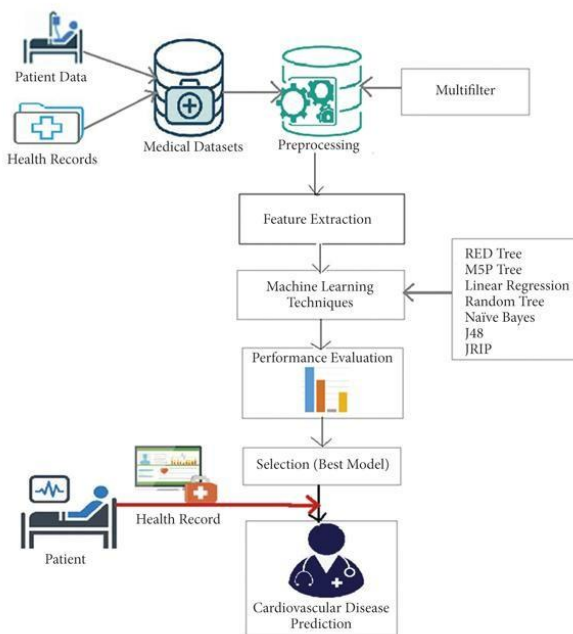 Patient Data
Health Records
Medical Datasets
Preprocessing
Multifilter
Feature Extraction
Machine Learning
Techniques
RED Tree
M5P Tree
Linear Regression
Random Tree
Naïve Bayes
J48
JRIP
Performance Evaluation
Selection (Best Model)
Health Record
Patient
Cardiovascular Disease
Prediction